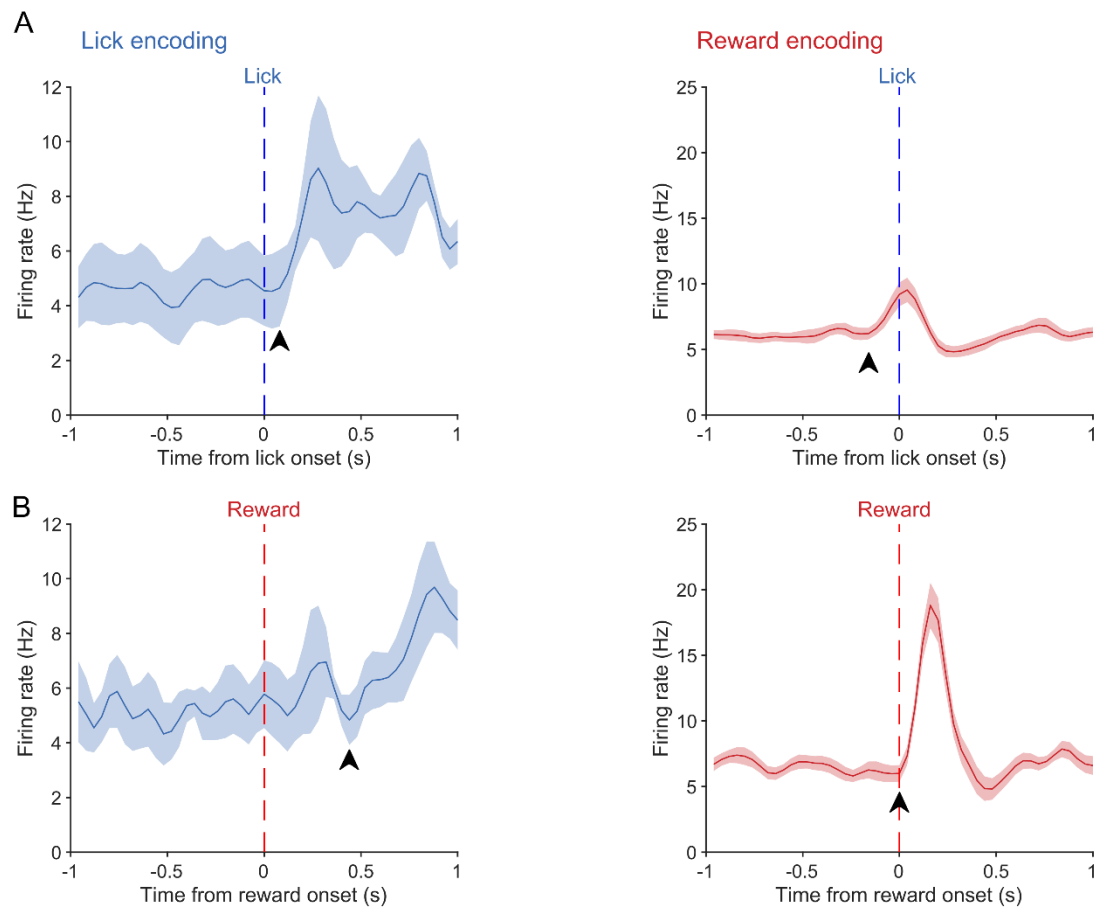 A
Lick encoding
Reward encoding
Lick
12
10
8
6
4
2
0
Firing rate (Hz)
-1 -0.5 0 0.5 1
Time from lick onset (s)
Lick
25
20
15
10
5
0
Firing rate (Hz)
-1 -0.5 0 0.5 1
Time from lick onset (s)
B
Reward
12
10
8
6
4
2
0
Firing rate (Hz)
-1 -0.5 0 0.5 1
Time from reward onset (s)
Reward
25
20
15
10
5
0
Firing rate (Hz)
-1 -0.5 0 0.5 1
Time from reward onset (s)